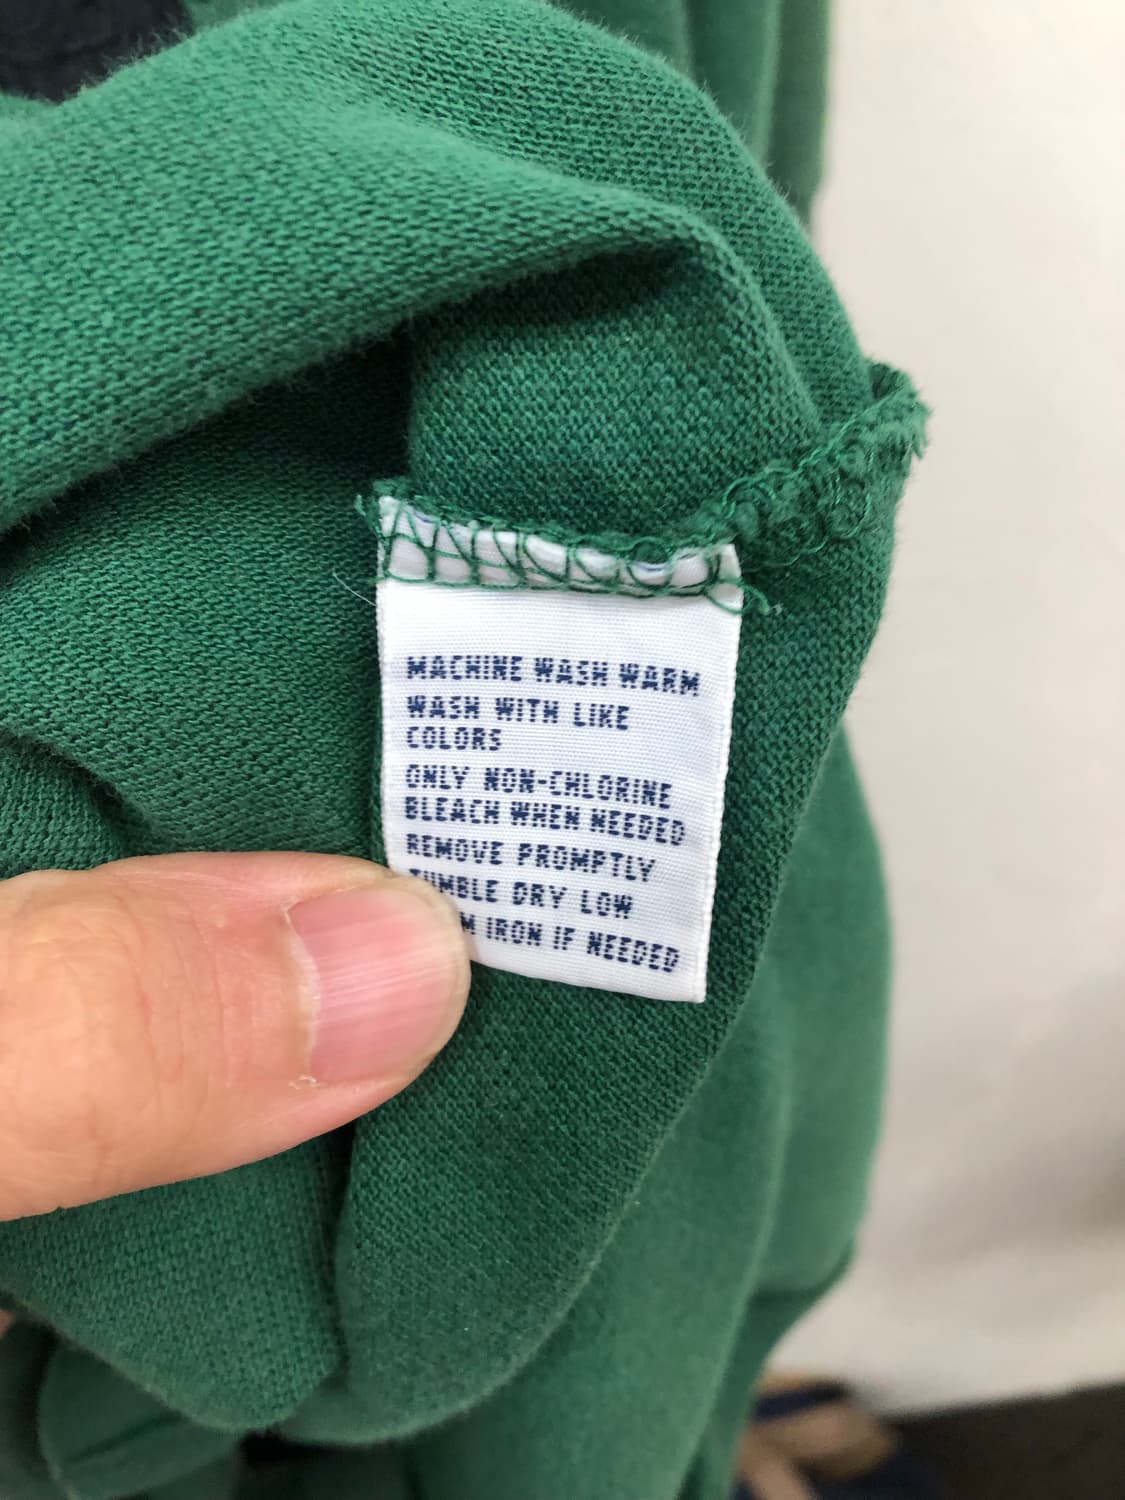 MACHINE WASH WARM
WASH WITH LIKE
COLORS
ONLY NON-CHLORINE
BLEACH WHEN NEEDED
REMOVE PROMPTLY
TUMBLE DRY LOW
IRON IF NEEDED